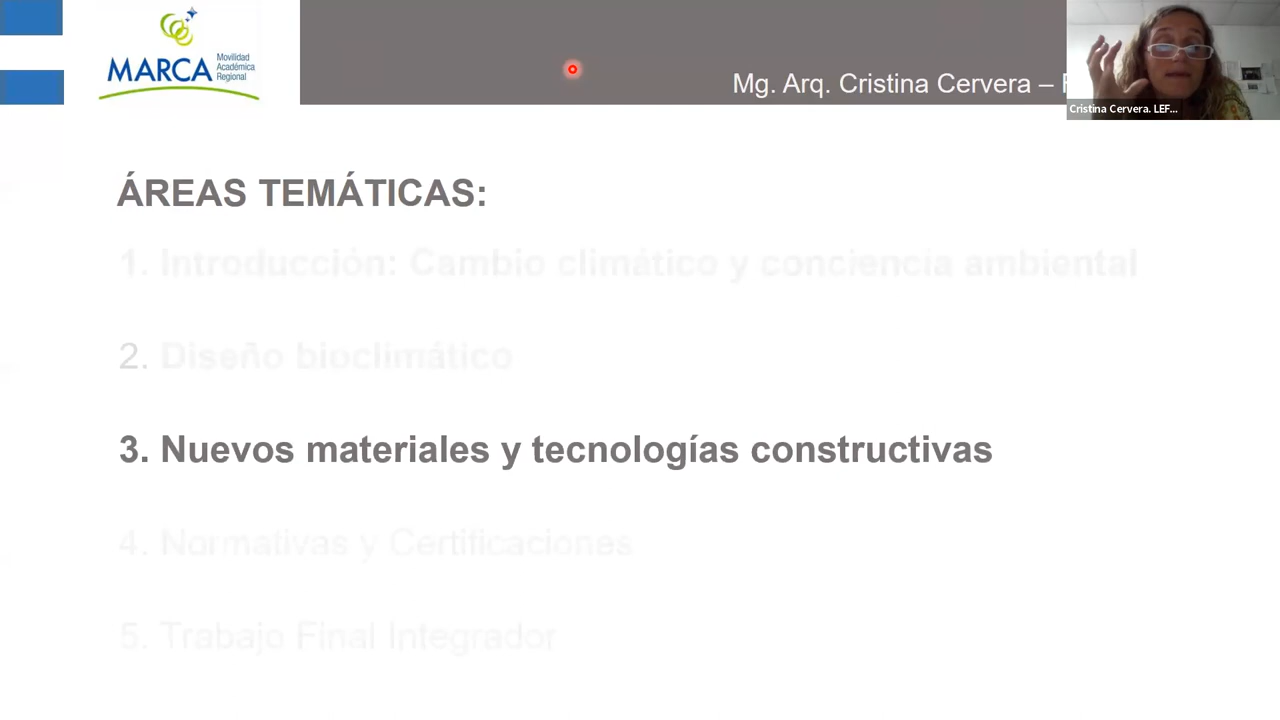 MARCA
Movilidad
Académica
Regional
Mg. Arq. Cristina Cervera –
Cristina Cervera. LEF...
ÁREAS TEMÁTICAS:
1. Introducción: Cambio climático y conciencia ambiental
2. Diseño bioclimático
3. Nuevos materiales y tecnologías constructivas
4. Normativas y Certificaciones
5. Trabajo Final Integrador